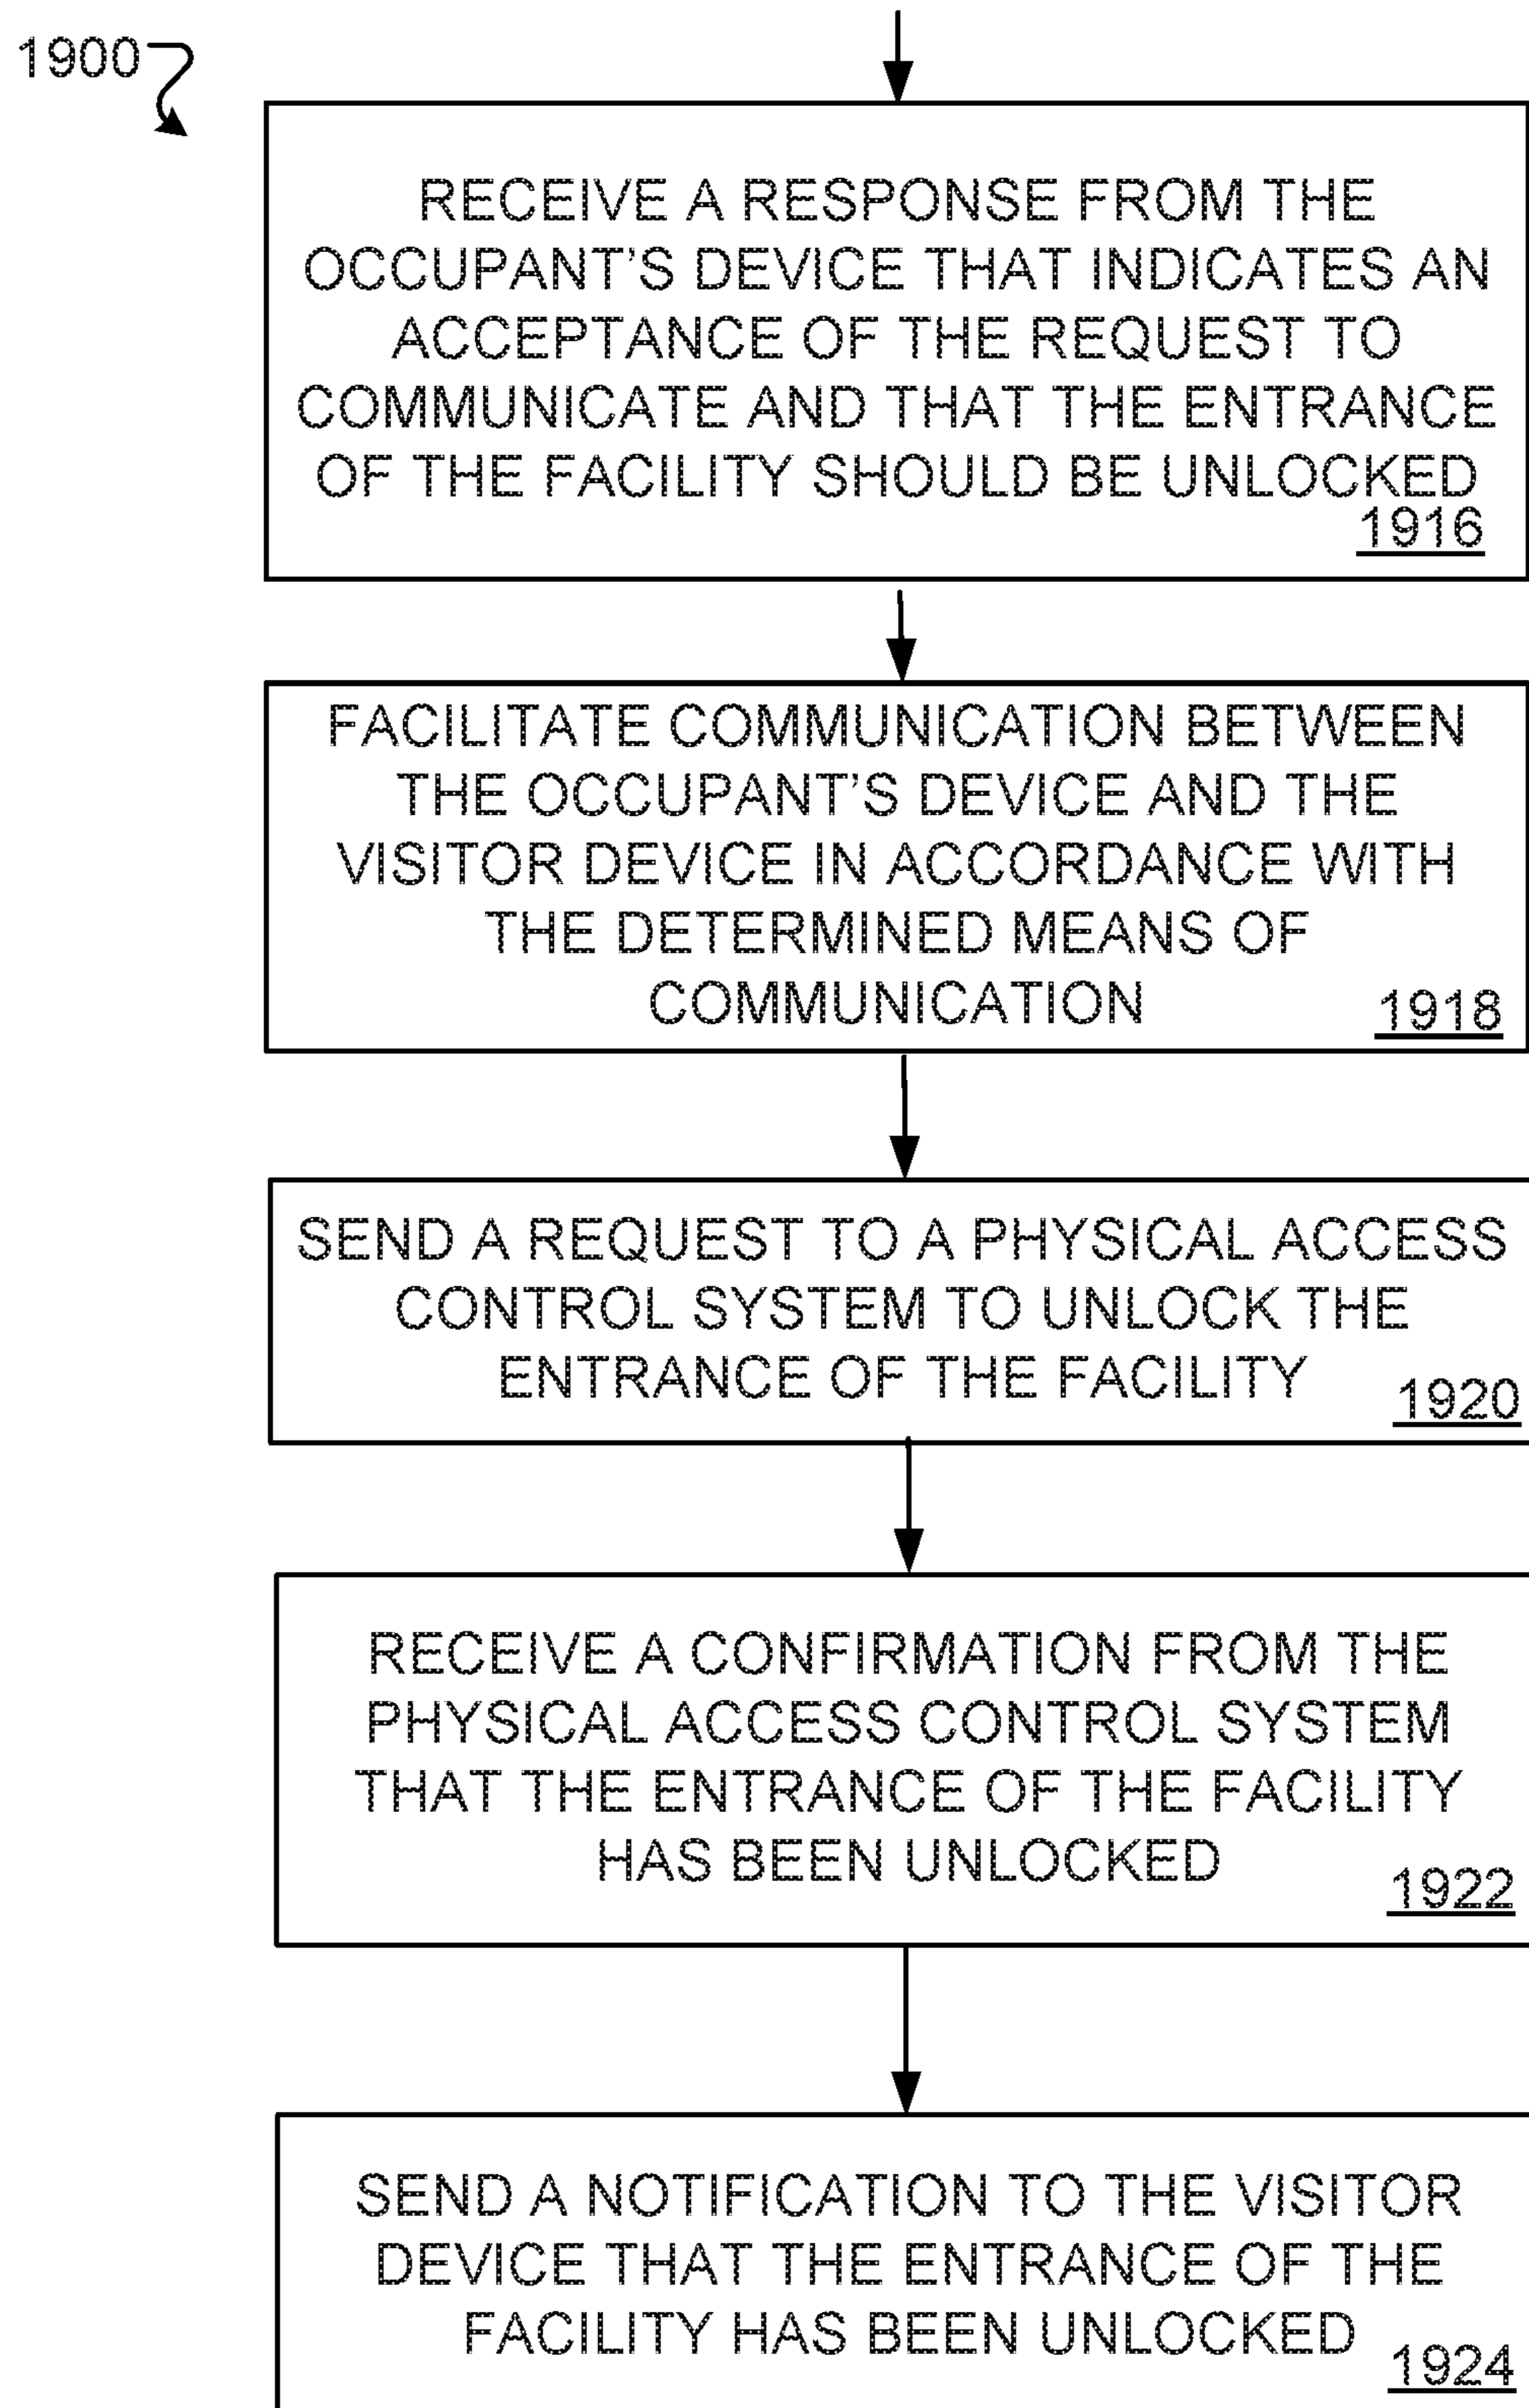 1900
RECEIVE A RESPONSE FROM THE
OCCUPANT'S DEVICE THAT INDICATES AN
ACCEPTANCE OF THE REQUEST TO
COMMUNICATE AND THAT THE ENTRANCE
OF THE FACILITY SHOULD BE UNLOCKED
1916
FACILITATE COMMUNICATION BETWEEN
THE OCCUPANT'S DEVICE AND THE
VISITOR DEVICE IN ACCORDANCE WITH
THE DETERMINED MEANS OF
COMMUNICATION 1918
SEND A REQUEST TO A PHYSICAL ACCESS
CONTROL SYSTEM TO UNLOCK THE
ENTRANCE OF THE FACILITY 1920
RECEIVE A CONFIRMATION FROM THE
PHYSICAL ACCESS CONTROL SYSTEM
THAT THE ENTRANCE OF THE FACILITY
HAS BEEN UNLOCKED
1922
SEND A NOTIFICATION TO THE VISITOR
DEVICE THAT THE ENTRANCE OF THE
FACILITY HAS BEEN UNLOCKED
1924